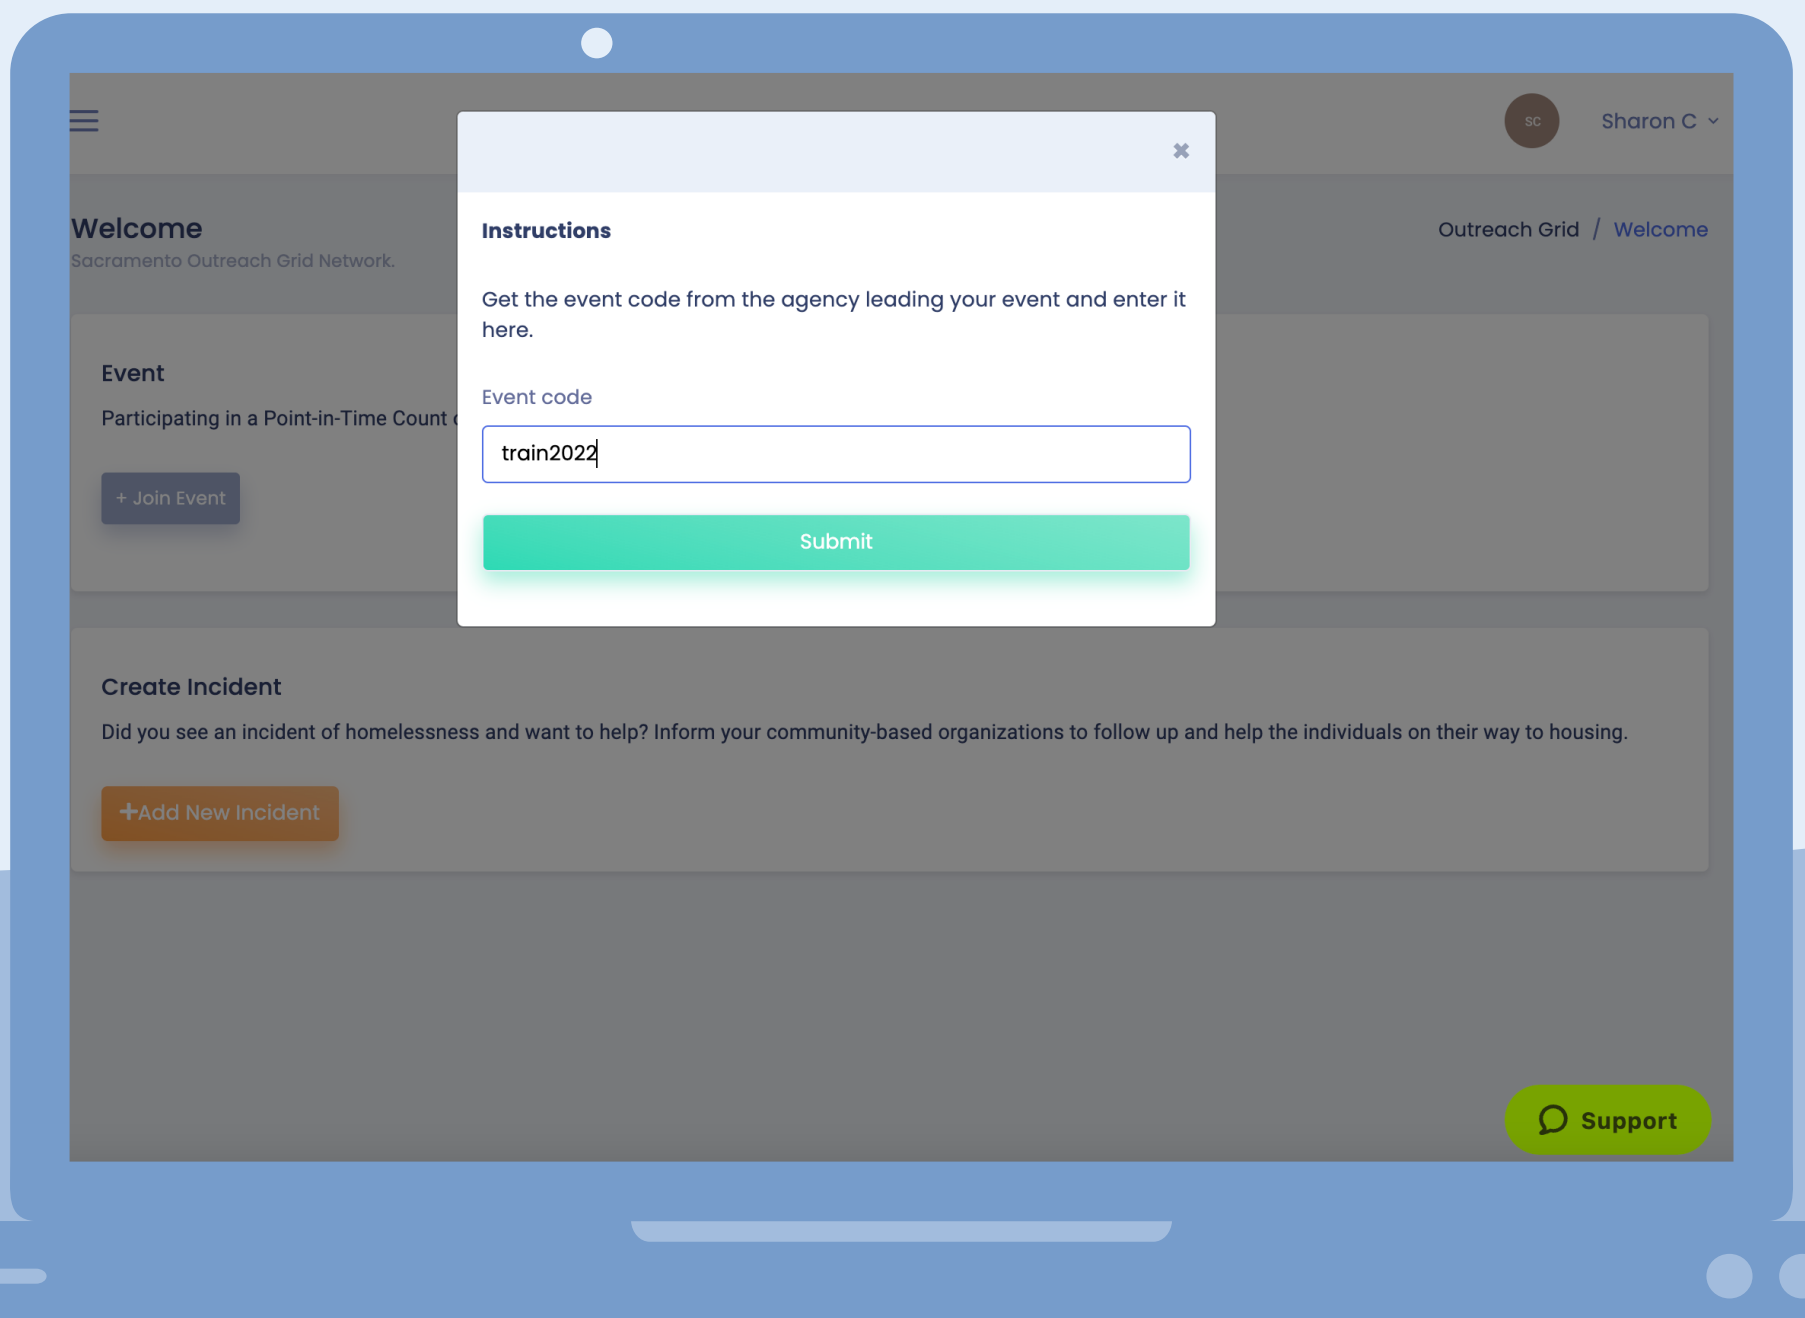 SC
Sharon C
Welcome
Sacramento Outreach Grid Network.
Outreach Grid / Welcome
Event
Participating in a Point-in-Time Count
+ Join Event
Instructions
Get the event code from the agency leading your event and enter it
here.
Event code
train2022
Submit
Create Incident
Did you see an incident of homelessness and want to help? Inform your community-based organizations to follow up and help the individuals on their way to housing.
+Add New Incident
Support